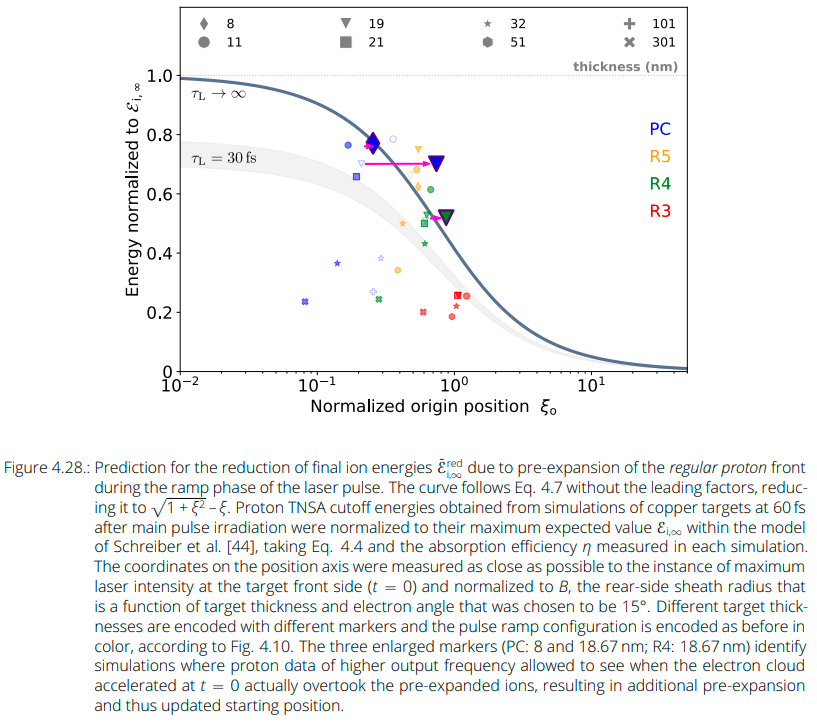 8 19 32 101
11 21 51 301
thickness (nm)
1.0
τL → ∞
0.8
PC
τL = 30 fs
R5
0.6
R4
R3
0.4
0.2
0
Energy normalized to ℰi,∞
10−2 10−1 100 101
Normalized origin position ξo
Figure 4.28.: Prediction for the reduction of final ion energies ℰ̃redi,∞ due to pre-expansion of the regular proton front
during the ramp phase of the laser pulse. The curve follows Eq. 4.7 without the leading factors, reduc-
ing it to √1 + ξ2 – ξ. Proton TNSA cutoff energies obtained from simulations of copper targets at 60 fs
after main pulse irradiation were normalized to their maximum expected value ℰi,∞ within the model
of Schreiber et al. [44], taking Eq. 4.4 and the absorption efficiency η measured in each simulation.
The coordinates on the position axis were measured as close as possible to the instance of maximum
laser intensity at the target front side (t = 0) and normalized to B, the rear-side sheath radius that
is a function of target thickness and electron angle that was chosen to be 15°. Different target thick-
nesses are encoded with different markers and the pulse ramp configuration is encoded as before in
color, according to Fig. 4.10. The three enlarged markers (PC: 8 and 18.67 nm; R4: 18.67 nm) identify
simulations where proton data of higher output frequency allowed to see when the electron cloud
accelerated at t = 0 actually overtook the pre-expanded ions, resulting in additional pre-expansion
and thus updated starting position.